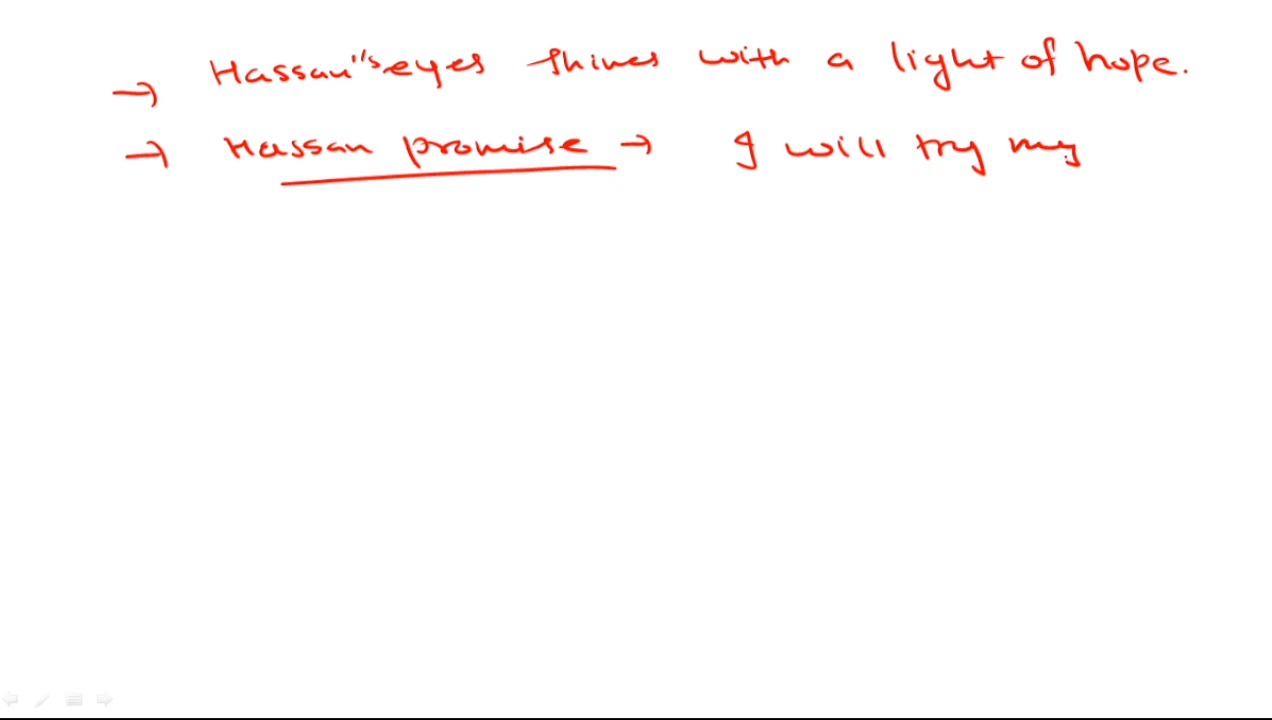 → Hassan"s eyes shines with a light of hope.
→ Hassan promise → I will try my